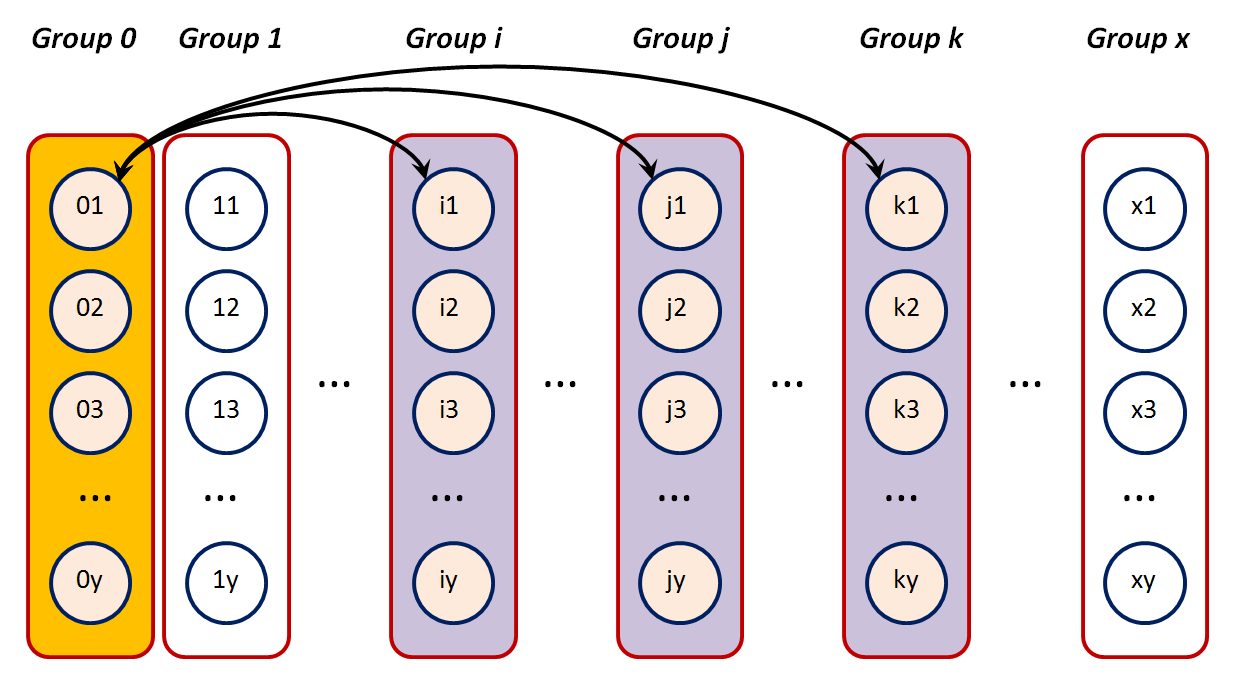 Group 0 Group 1 Group i Group j Group k Group x
01 11 i1 j1 k1 x1
02 12 i2 j2 k2 x2
... ... ... ...
03 13 i3 j3 k3 x3
... ... ... ... ... ...
0y 1y iy jy ky xy